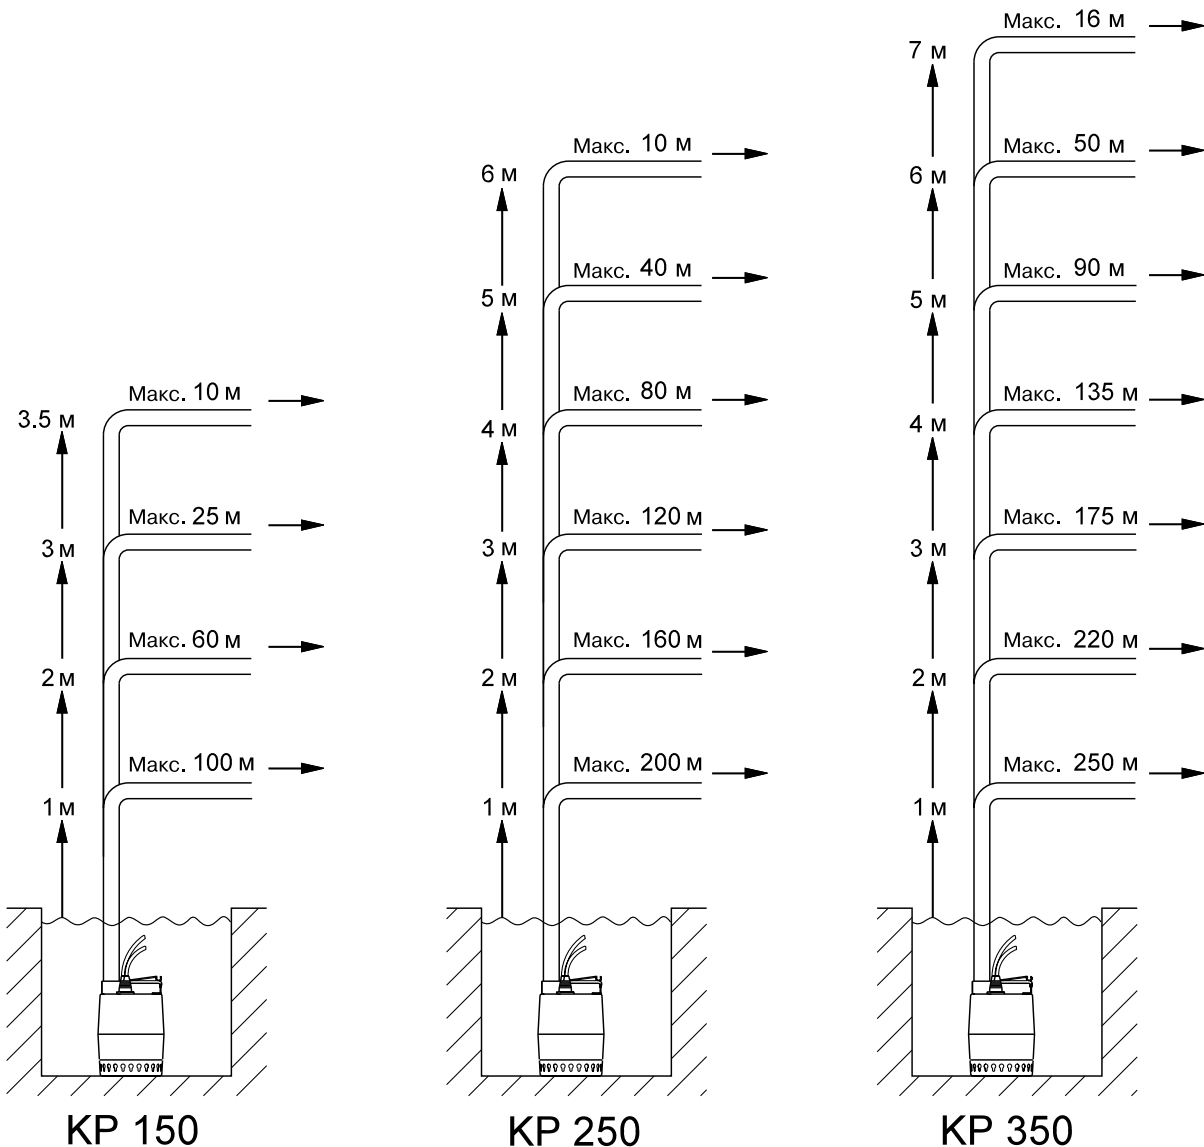 Макс. 10 м
3.5 м
Макс. 25 м
3 м
Макс. 60 м
2 м
Макс. 100 м
1 м
KP 150
Макс. 10 м
6 м
Макс. 40 м
5 м
Макс. 80 м
4 м
Макс. 120 м
3 м
Макс. 160 м
2 м
Макс. 200 м
1 м
KP 250
Макс. 16 м
7 м
Макс. 50 м
6 м
Макс. 90 м
5 м
Макс. 135 м
4 м
Макс. 175 м
3 м
Макс. 220 м
2 м
Макс. 250 м
1 м
KP 350